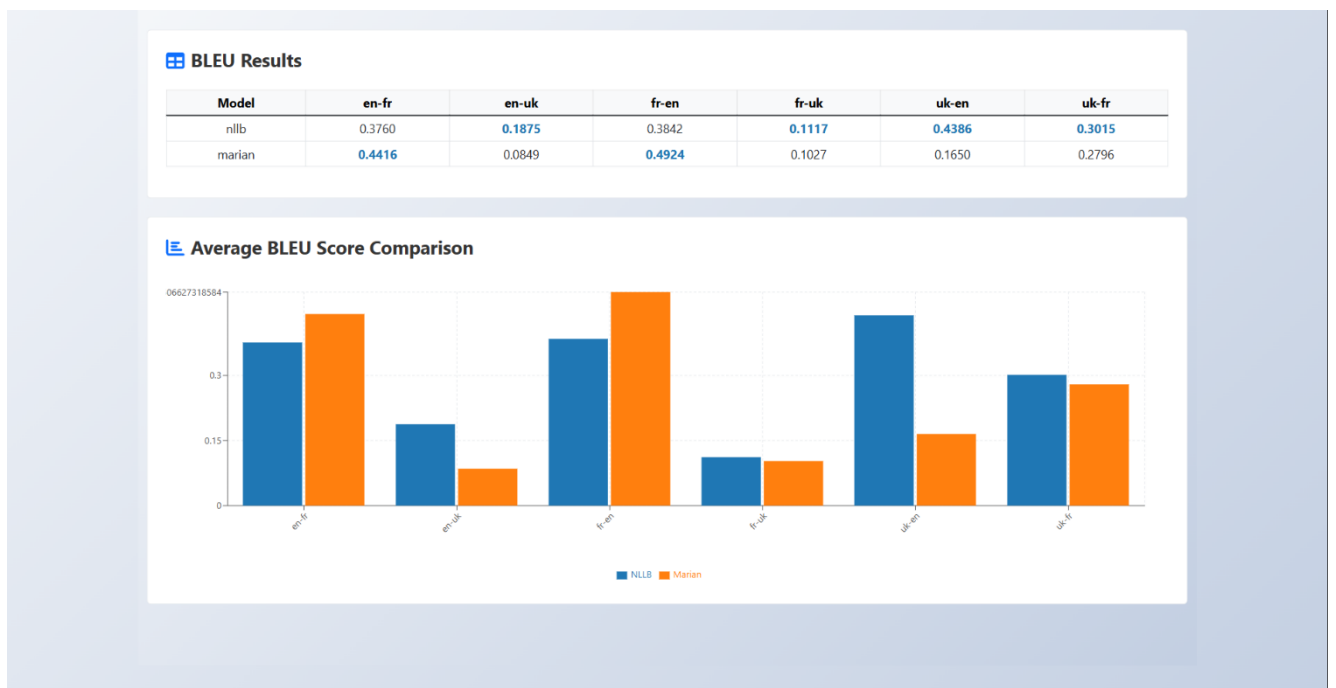 BLEU Results
Model en-fr en-uk fr-en fr-uk uk-en uk-fr
nllb 0.3760 0.1875 0.3842 0.1117 0.4386 0.3015
marian 0.4416 0.0849 0.4924 0.1027 0.1650 0.2796
Average BLEU Score Comparison
06627318584
0.3
0.15
0
en-fr en-uk fr-en fr-uk uk-en uk-fr
NLLB Marian